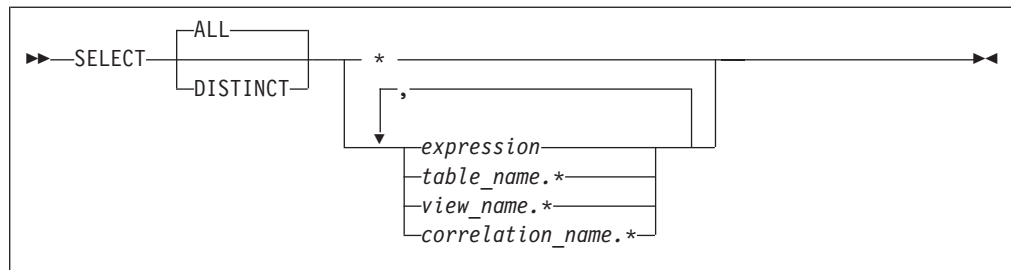 ALL
SELECT *
DISTINCT
,
expression
table_name.*
view_name.*
correlation_name.*